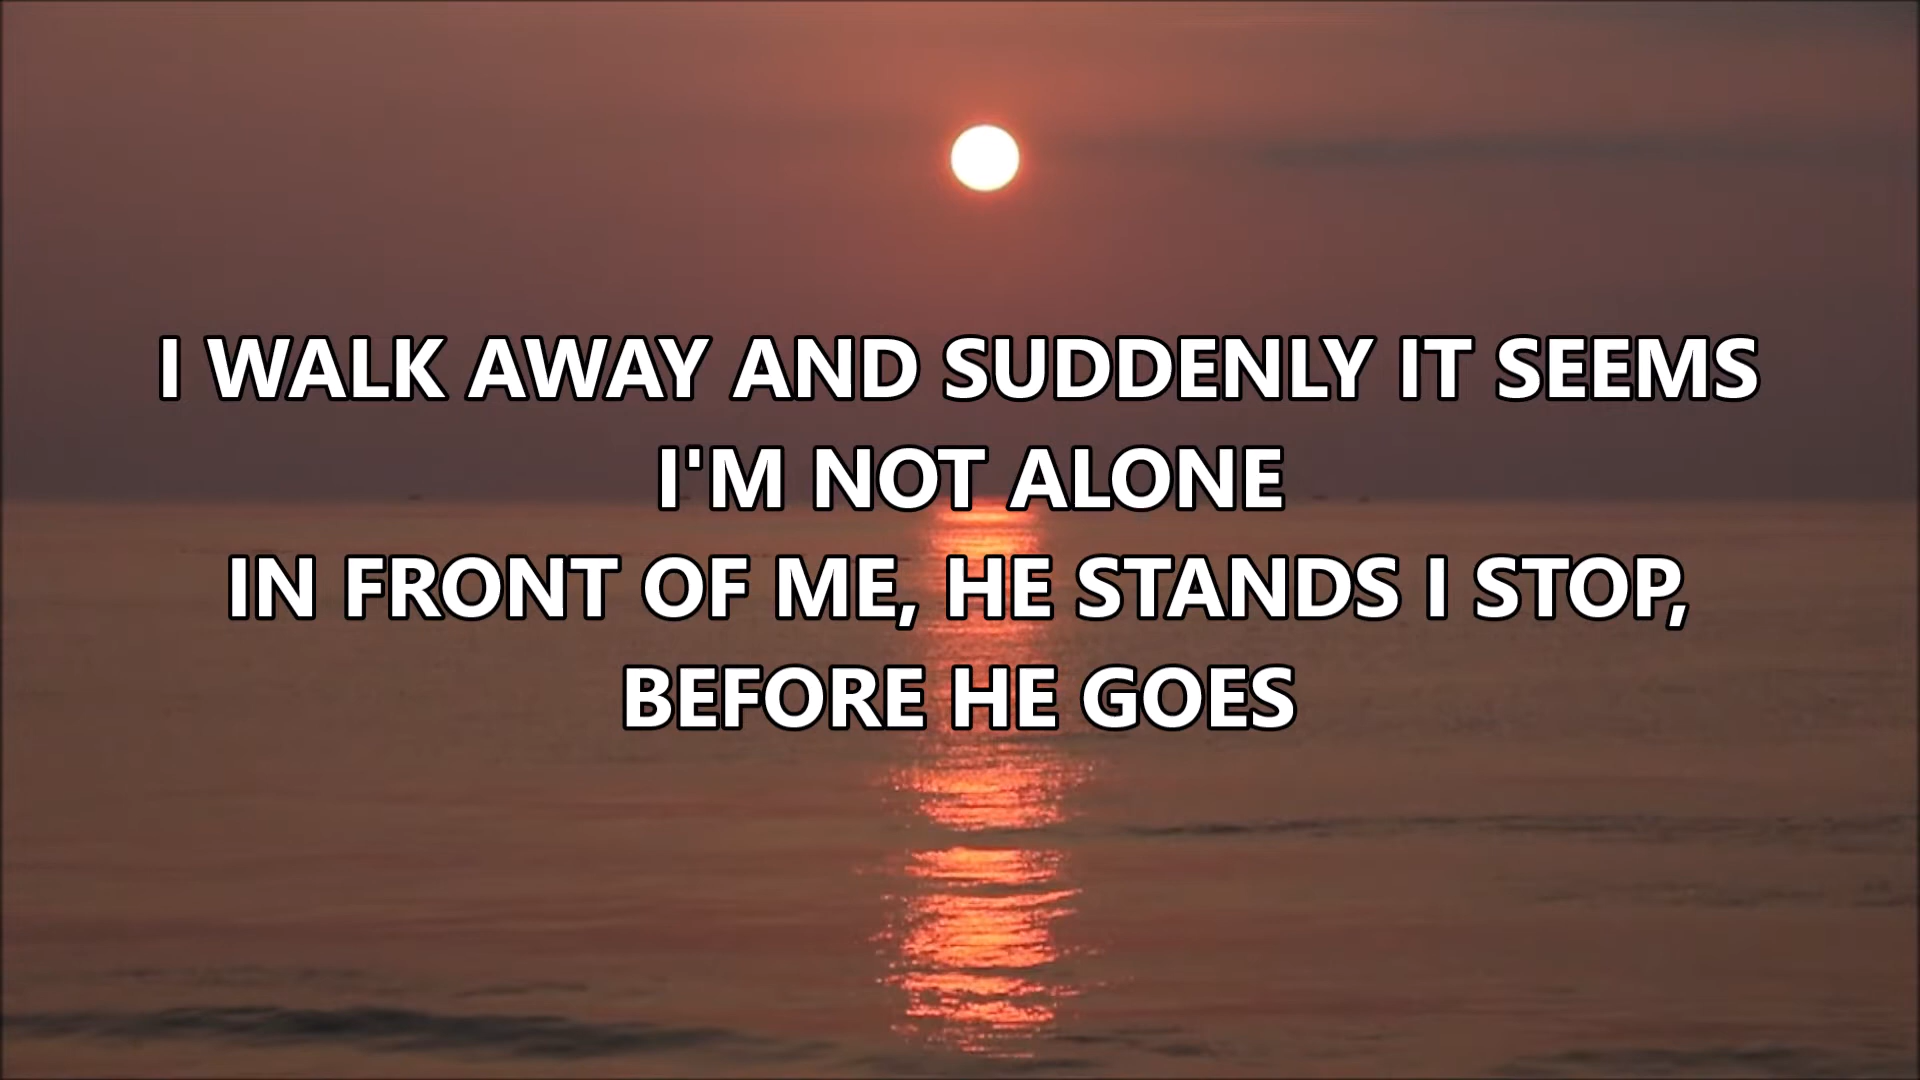 I WALK AWAY AND SUDDENLY IT SEEMS
I'M NOT ALONE
IN FRONT OF ME, HE STANDS I STOP,
BEFORE HE GOES